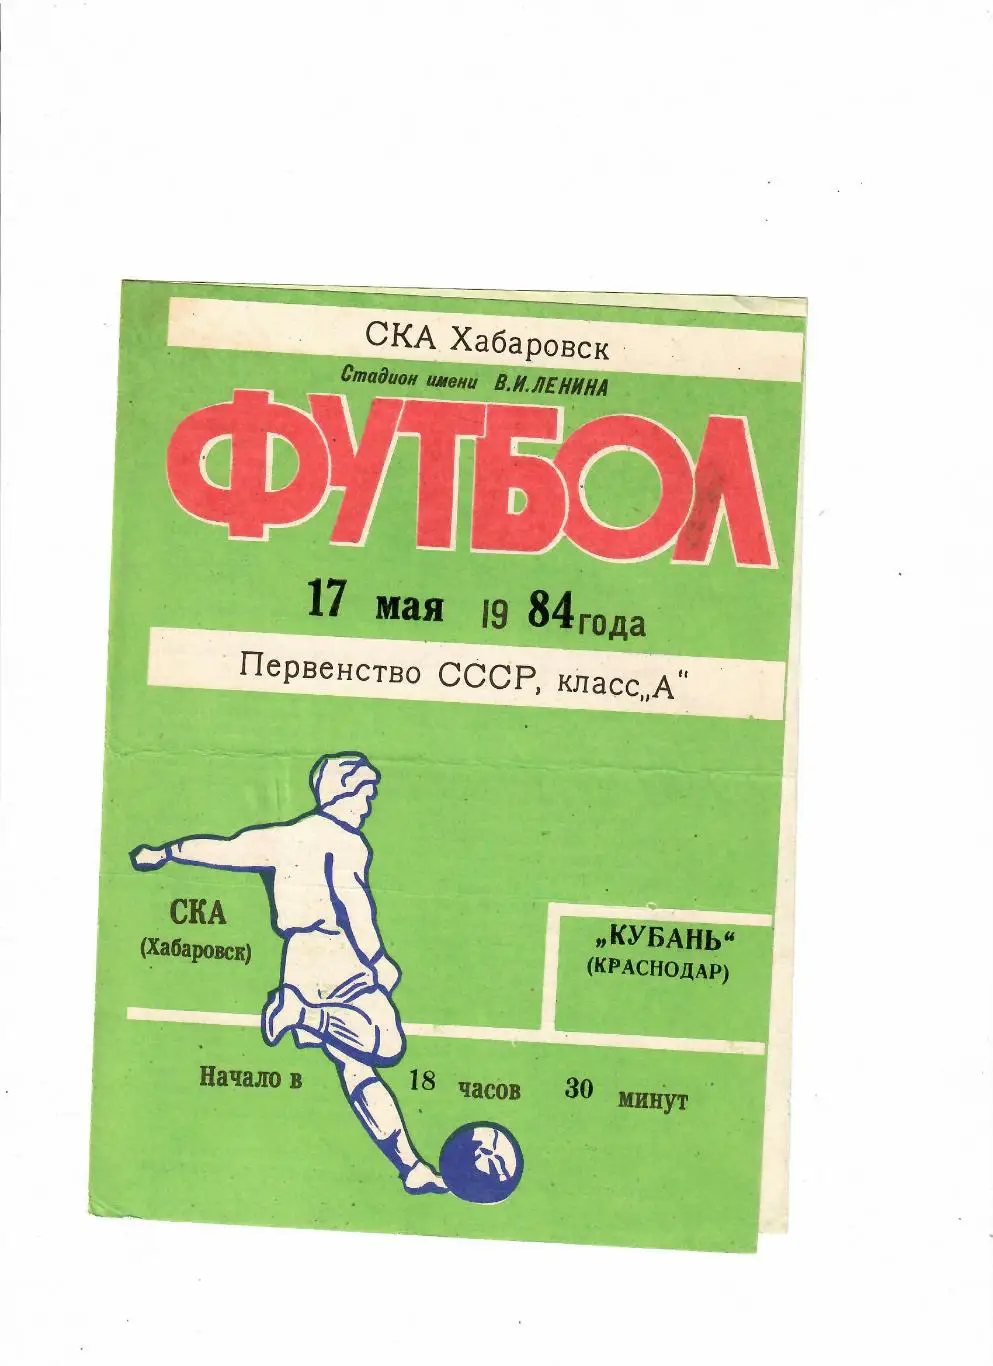 СКА Хабаровск
Стадион имени В.И.ЛЕНИНА
ФУТБОЛ
17 мая 1984 года
Первенство СССР, класс „А"
СКА
(Хабаровск)
„КУБАНЬ“
(КРАСНОДАР)
Начало в 18 часов 30 минут